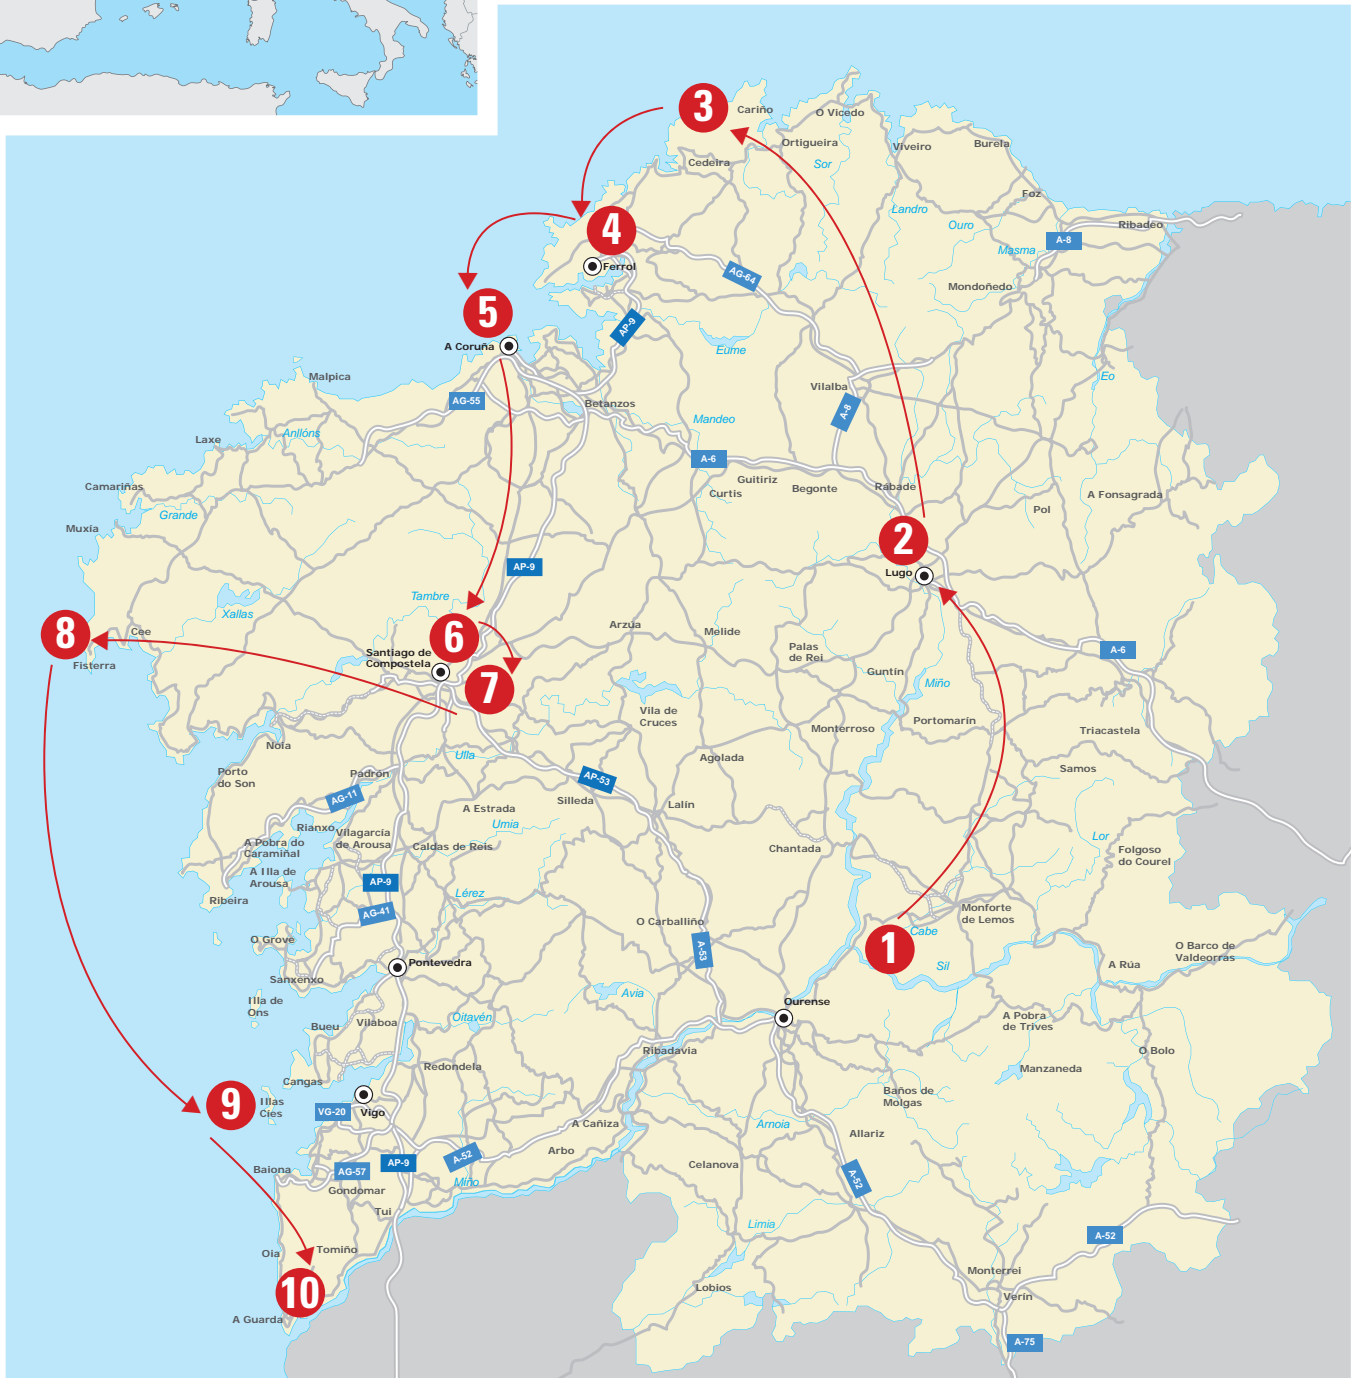 3
Cariño
O Vicedo
Ortigueira
Viveiro
Burela
Cedeira
Sor
Foz
Landro
Ouro
Ribadeo
4
Masma
A-8
Ferrol
AG-64
Mondoñedo
5
AP-9
A Coruña
Eume
Malpica
Eo
Vilalba
AG-55
Betanzos
A-8
Mandeo
Anllóns
Laxe
A-6
Guitiriz
Camariñas
Curtis
Begonte
Rábade
A Fonsagrada
Grande
Pol
Muxía
2
AP-9
Lugo
Tambre
Xallas
8
Cee
6
Arzúa
Melide
Palas
de Rei
A-6
Santiago de
Compostela
Fisterra
Guntín
7
Miño
Vila de
Cruces
Portomarín
Monterroso
Triacastela
Noia
Ulla
Agolada
Porto
do Son
Padrón
AP-53
Samos
AG-11
Silleda
Lalín
A Estrada
Rianxo
Umia
Vilagarcía
de Arousa
Lor
A Pobra do
Caramiñal
Caldas de Reis
Chantada
Folgoso
do Courel
A Illa de
Arousa
AP-9
Lérez
Ribeira
AG-41
Monforte
de Lemos
O Carballiño
Cabe
O Grove
1
A-53
O Barco de
Valdeorras
Pontevedra
Sil
A Rúa
Sanxenxo
Avia
Illa de
Ons
Ourense
Oitavén
A Pobra
de Trives
Bueu
Vilaboa
Ribadavia
O Bolo
Redondela
Manzaneda
Cangas
Baños de
Molgas
9
Illas
Cíes
VG-20
Vigo
A Cañiza
Arnoia
Allariz
Arbo
A-52
AP-9
Celanova
Baiona
AG-57
A-52
Miño
Gondomar
Tui
Limia
A-52
Oia
Tomiño
Monterrei
10
Lobios
Verín
A Guarda
A-75